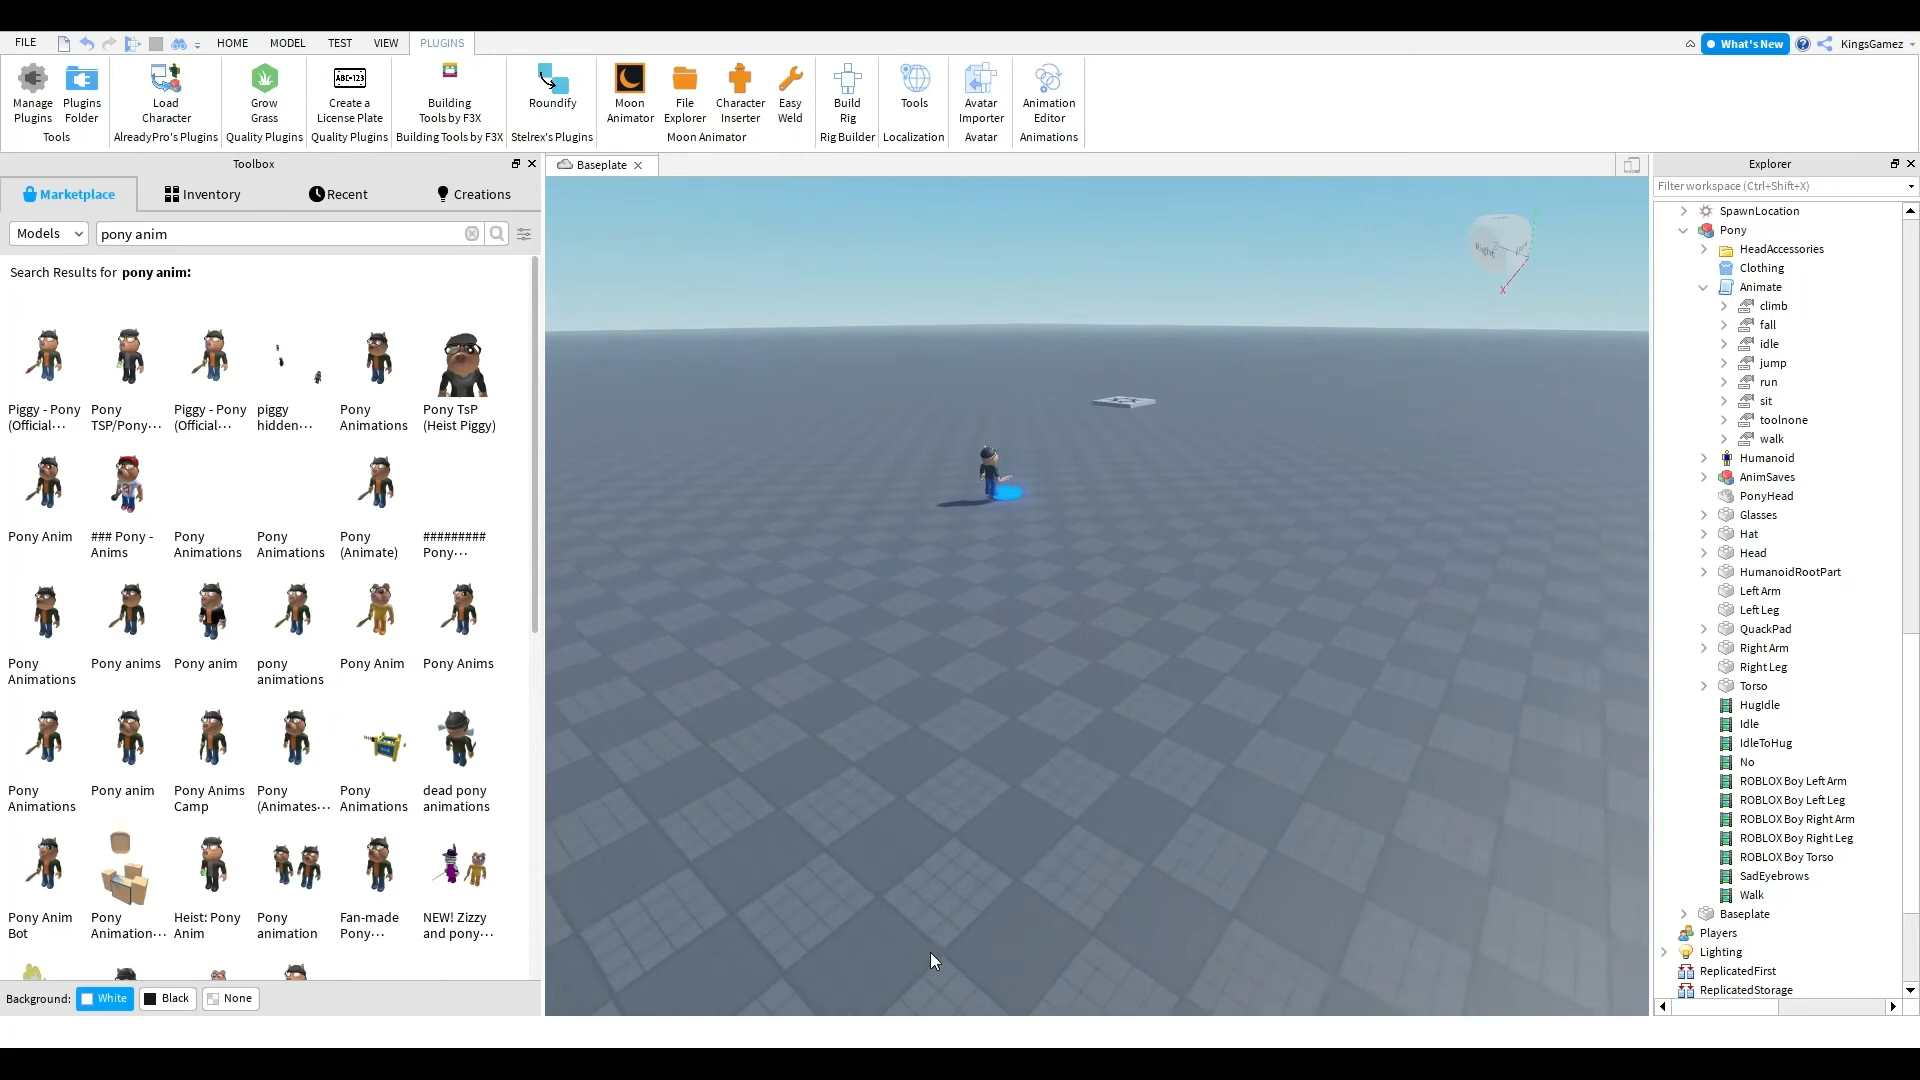 FILE HOME MODEL TEST VIEW PLUGINS What's New KingsGamez
Manage Plugins Load Grow Create a Building Roundify Moon File Character Easy Build Tools Avatar Animation
Plugins Folder Character Grass License Plate Tools by F3X Animator Explorer Inserter Weld Rig Importer Editor
Tools AlreadyPro's Plugins Quality Plugins Quality Plugins Building Tools by F3X Stelrex's Plugins Moon Animator Rig Builder Localization Avatar Animations
ABC-123
Toolbox
Marketplace Inventory Recent Creations
Models pony anim
Search Results for pony anim:
Piggy - Pony Pony Piggy - Pony piggy Pony Pony TsP
(Official··· TSP/Pony··· (Official··· hidden··· Animations (Heist Piggy)
Pony Anim ### Pony - Pony Pony Pony #########
Anims Animations Animations (Animate) Pony···
Pony Pony anims Pony anim pony Pony Anim Pony Anims
Animations animations
Pony Pony anim Pony Anims Pony Pony dead pony
Animations Camp (Animates··· Animations animations
Pony Anim Pony Heist: Pony Pony Fan-made NEW! Zizzy
Bot Animation··· Anim animation Pony··· and pony···
Background: White Black None
Baseplate
Right
X
Explorer
Filter workspace (Ctrl+Shift+X)
SpawnLocation
Pony
HeadAccessories
Clothing
Animate
climb
fall
idle
jump
run
sit
toolnone
walk
Humanoid
AnimSaves
PonyHead
Glasses
Hat
Head
HumanoidRootPart
Left Arm
Left Leg
QuackPad
Right Arm
Right Leg
Torso
HugIdle
Idle
IdleToHug
No
ROBLOX Boy Left Arm
ROBLOX Boy Left Leg
ROBLOX Boy Right Arm
ROBLOX Boy Right Leg
ROBLOX Boy Torso
SadEyebrows
Walk
Baseplate
Players
Lighting
ReplicatedFirst
ReplicatedStorage